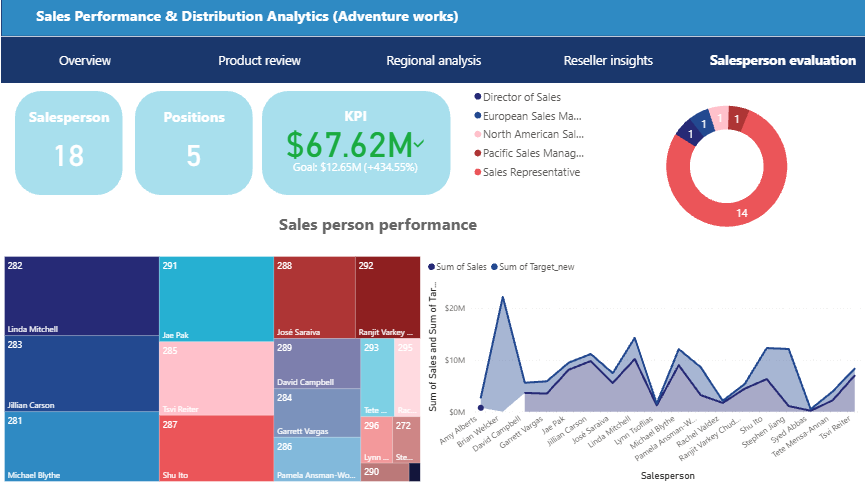 Sales Performance & Distribution Analytics (Adventure works)
Overview
Product review
Regional analysis
Reseller insights
Salesperson evaluation
Salesperson
18
Positions
5
KPI
$67.62M
Goal: $12.65M (+434.55%)
Director of Sales
European Sales Ma...
North American Sal...
Pacific Sales Manag...
Sales Representative
1
1
1
1
14
Sales person performance
282
Linda Mitchell
283
Jillian Carson
281
Michael Blythe
291
Jae Pak
285
Tsvi Reiter
287
Shu Ito
288
José Saraiva
292
Ranjit Varkey ...
289
David Campbell
284
Garrett Vargas
286
Pamela Ansman-Wo...
293
Tete ...
295
Rac...
296
Lynn ...
272
Ste...
290
Sum of Sales
Sum of Target_new
Sum of Sales and Sum of Tar...
$20M
$10M
$0M
Amy Alberts
Brian Welcker
David Campbell
Garrett Vargas
Jae Pak
Jillian Carson
José Saraiva
Linda Mitchell
Lynn Tsoflias
Michael Blythe
Pamela Ansman-W...
Rachel Valdez
Ranjit Varkey Chud...
Shu Ito
Stephen Jiang
Syed Abbas
Tete Mensa-Annan
Tsvi Reiter
Salesperson